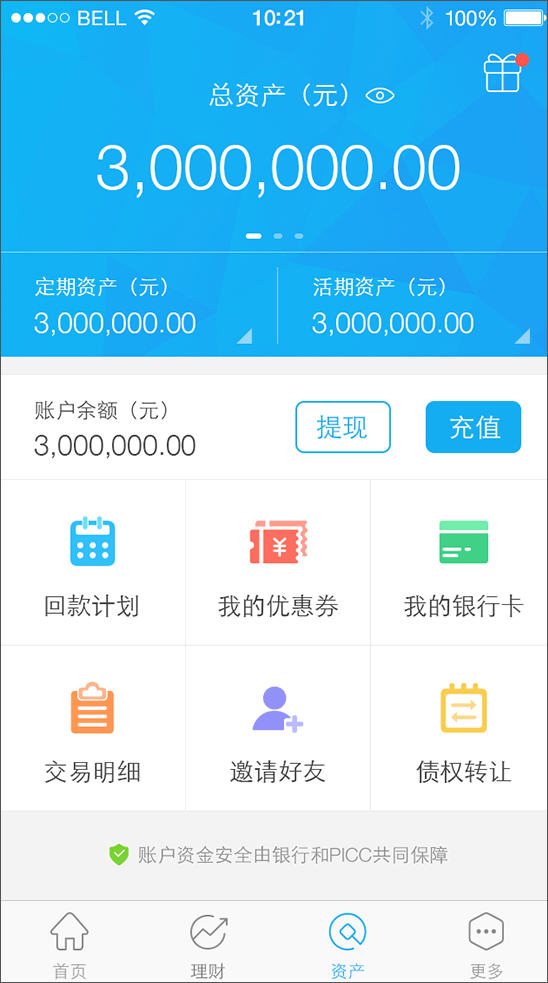 BELL 10:21 100%
总资产（元）
3,000,000.00
定期资产（元） 活期资产（元）
3,000,000.00 3,000,000.00
账户余额（元）
3,000,000.00
提现 充值
¥
回款计划 我的优惠券 我的银行卡
交易明细 邀请好友 债权转让
账户资金安全由银行和PICC共同保障
首页 理财 资产 更多